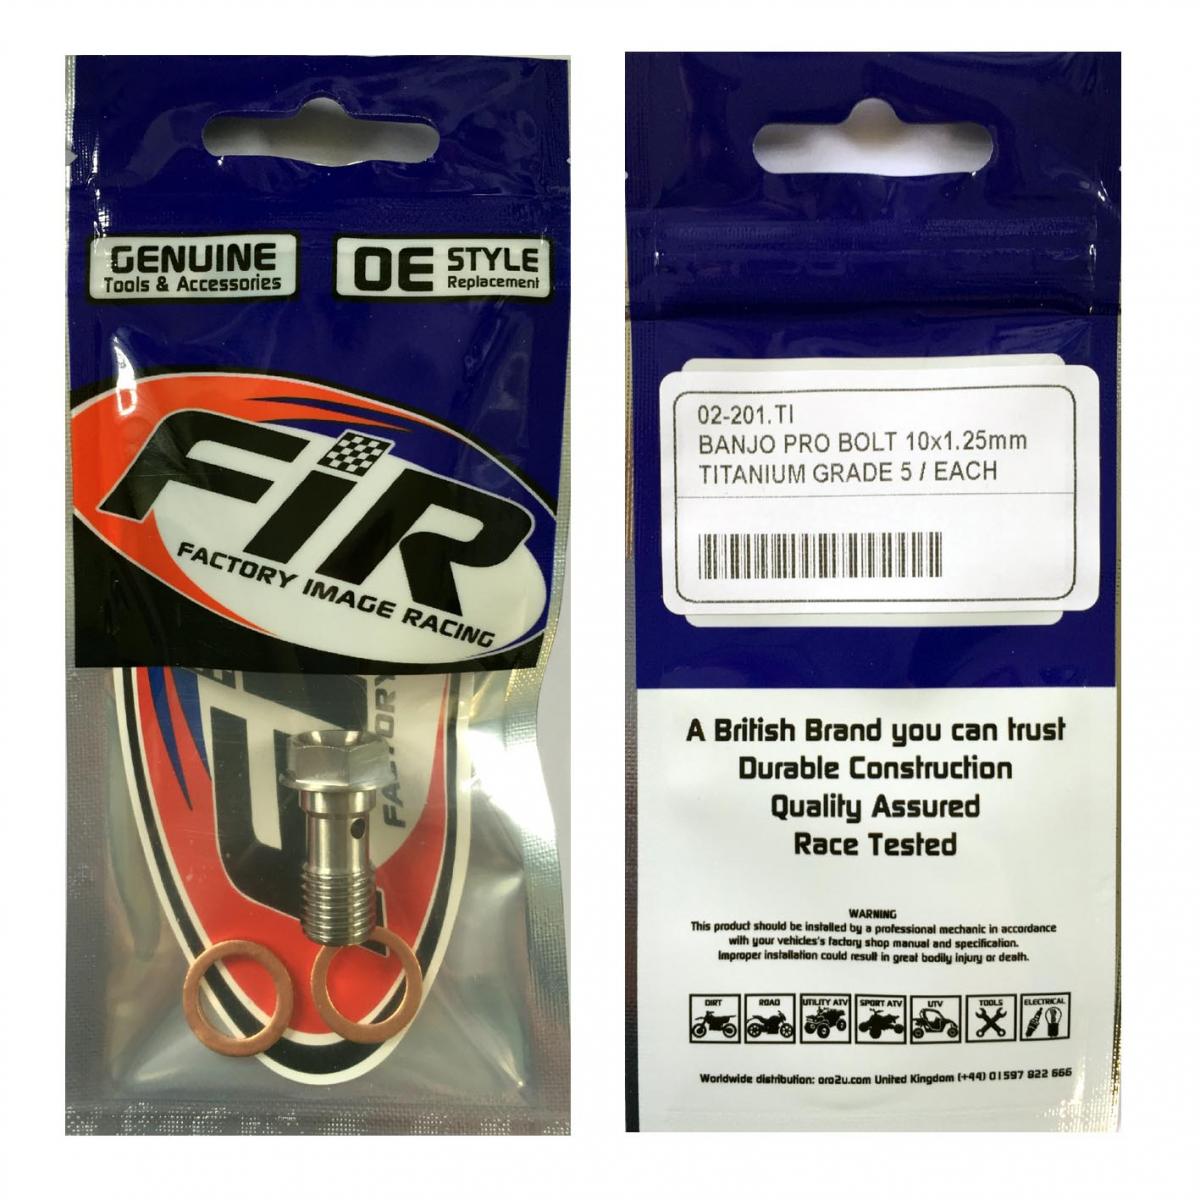 GENUINE
Tools & Accessories
OE STYLE
Replacement
FiR
FACTORY IMAGE RACING
FACTORY
02-201.TI
BANJO PRO BOLT 10x1.25mm
TITANIUM GRADE 5 / EACH
A British Brand you can trust
Durable Construction
Quality Assured
Race Tested
WARNING
This product should be installed by a professional mechanic in accordance
with your vehicles's factory shop manual and specification.
Improper installation could result in great bodily injury or death.
DIRT ROAD UTILITY ATV SPORT ATV UTV TOOLS ELECTRICAL
Worldwide distribution: oro2u.com United Kingdom (+44) 01597 822 666